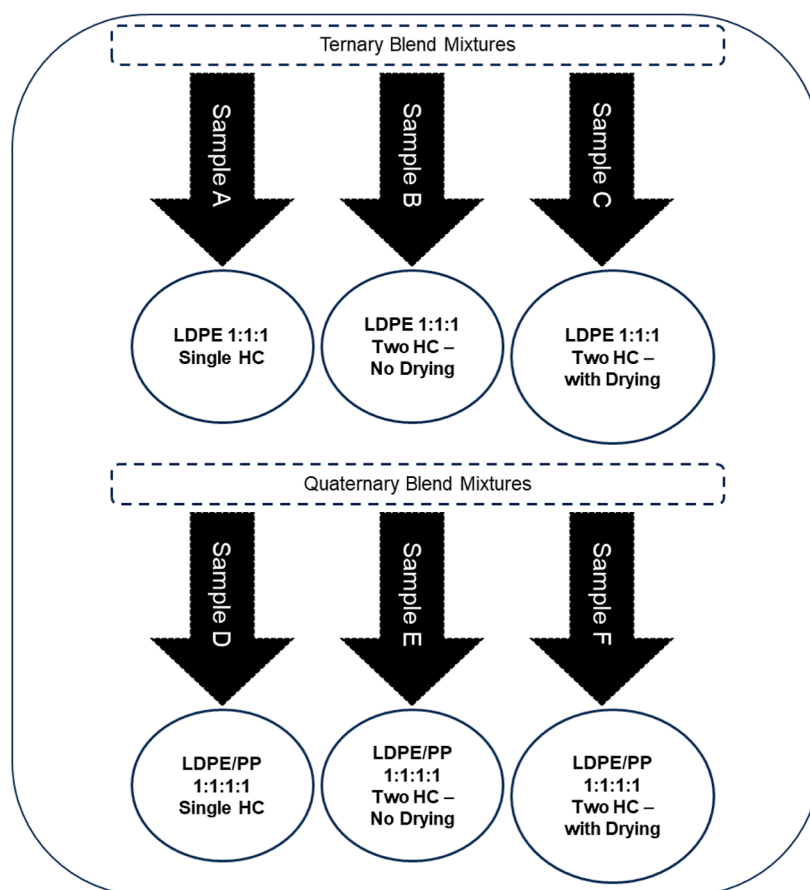 Ternary Blend Mixtures
Sample A
Sample B
Sample C
LDPE 1:1:1
Single HC
LDPE 1:1:1
Two HC –
No Drying
LDPE 1:1:1
Two HC –
with Drying
Quaternary Blend Mixtures
Sample D
Sample E
Sample F
LDPE/PP
1:1:1:1
Single HC
LDPE/PP
1:1:1:1
Two HC –
No Drying
LDPE/PP
1:1:1:1
Two HC –
with Drying